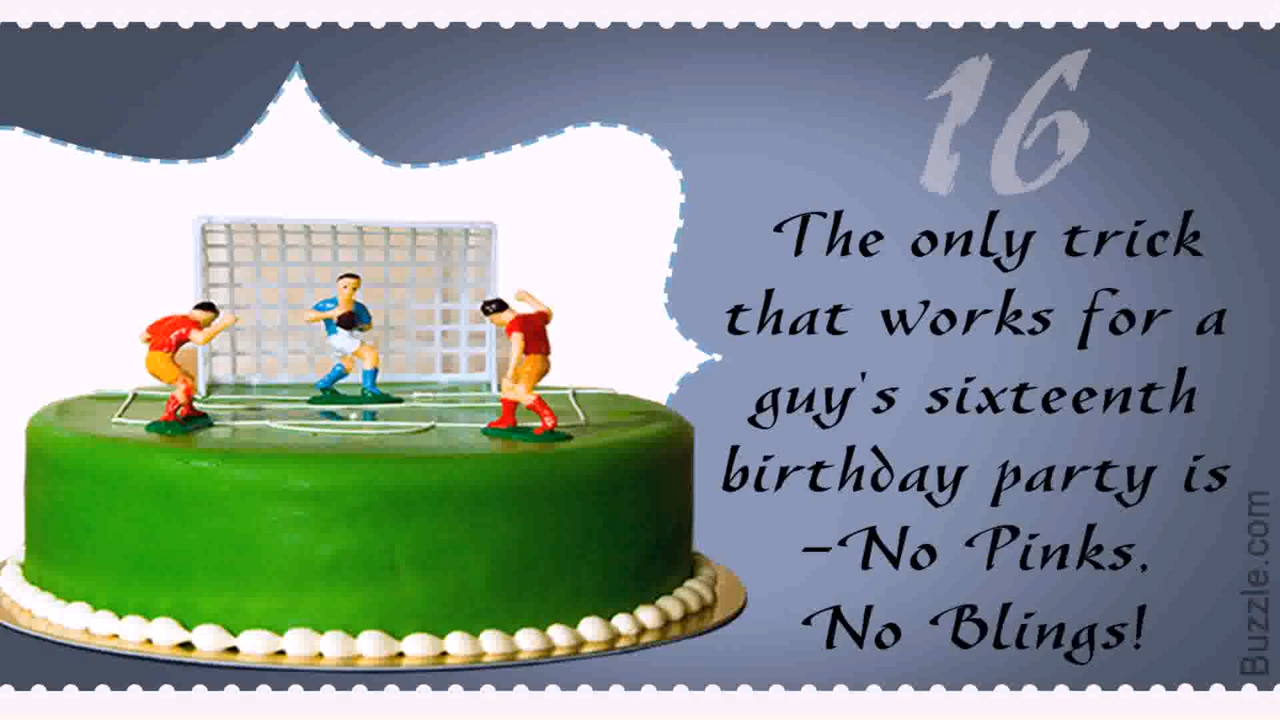 16
The only trick
that works for a
guy's sixteenth
birthday party is
-No Pinks,
No Blings!
Buzzle.com